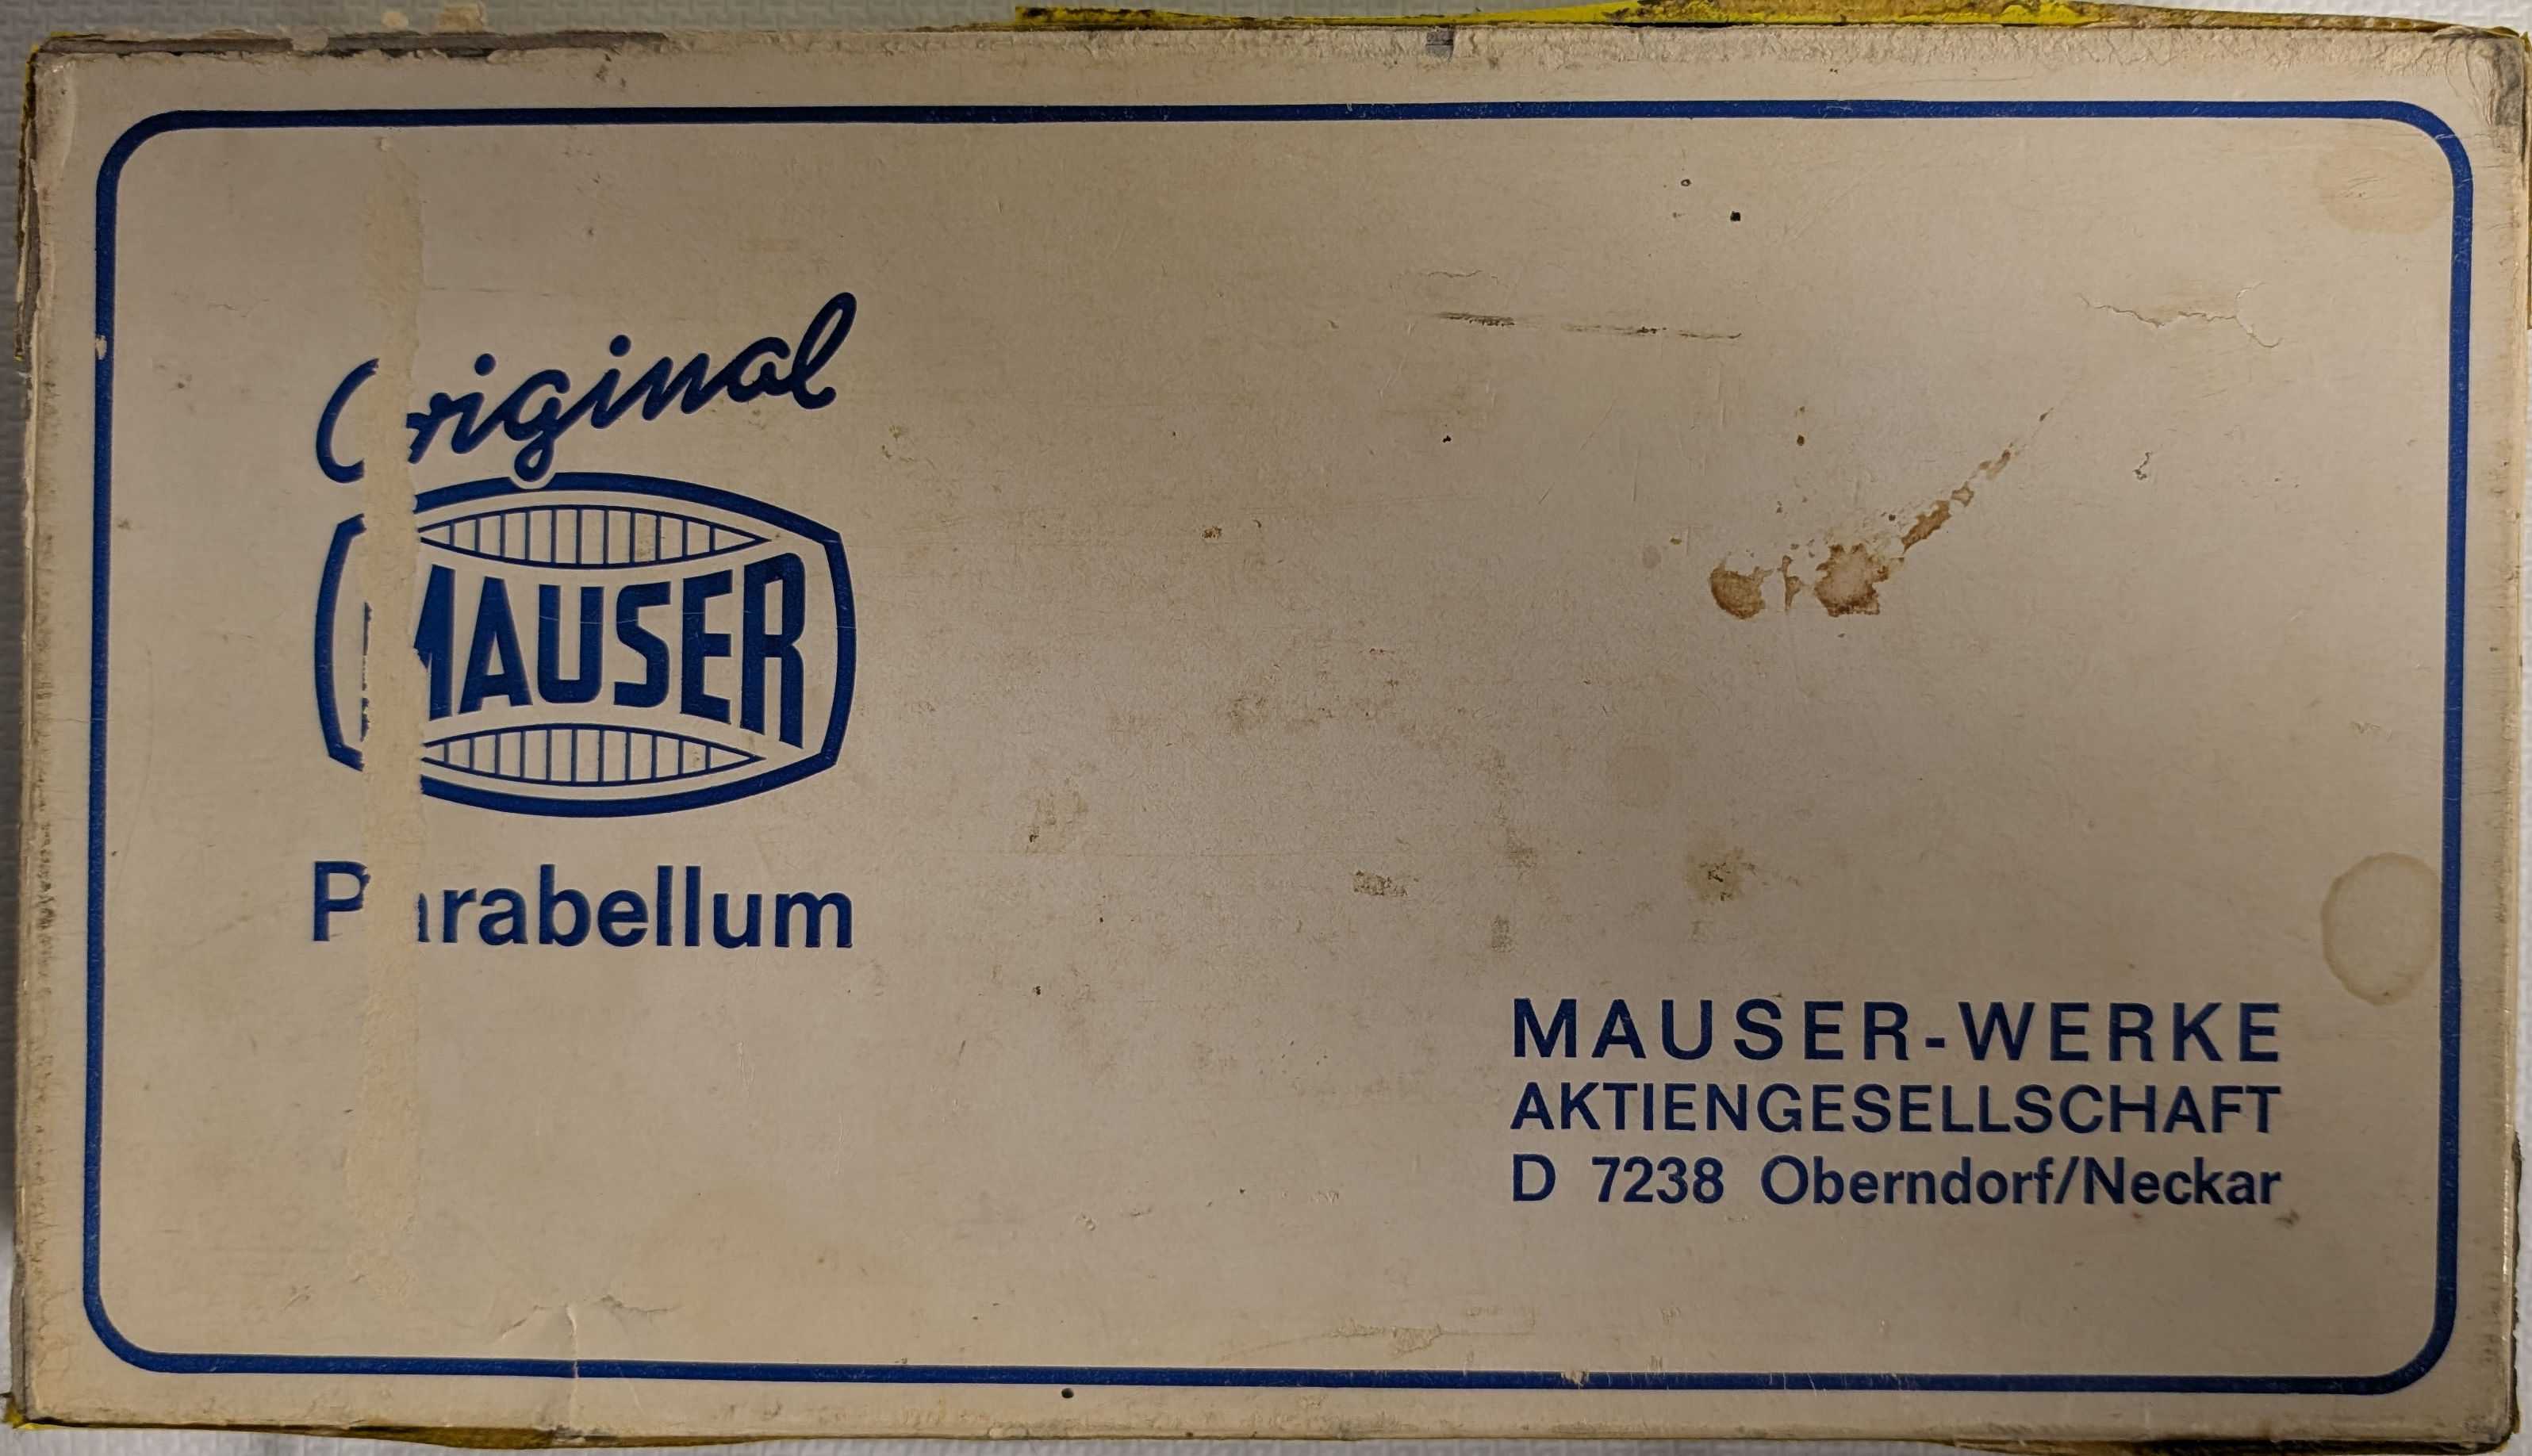 Original
MAUSER
Parabellum
MAUSER-WERKE
AKTIENGESELLSCHAFT
D 7238 Oberndorf/Neckar